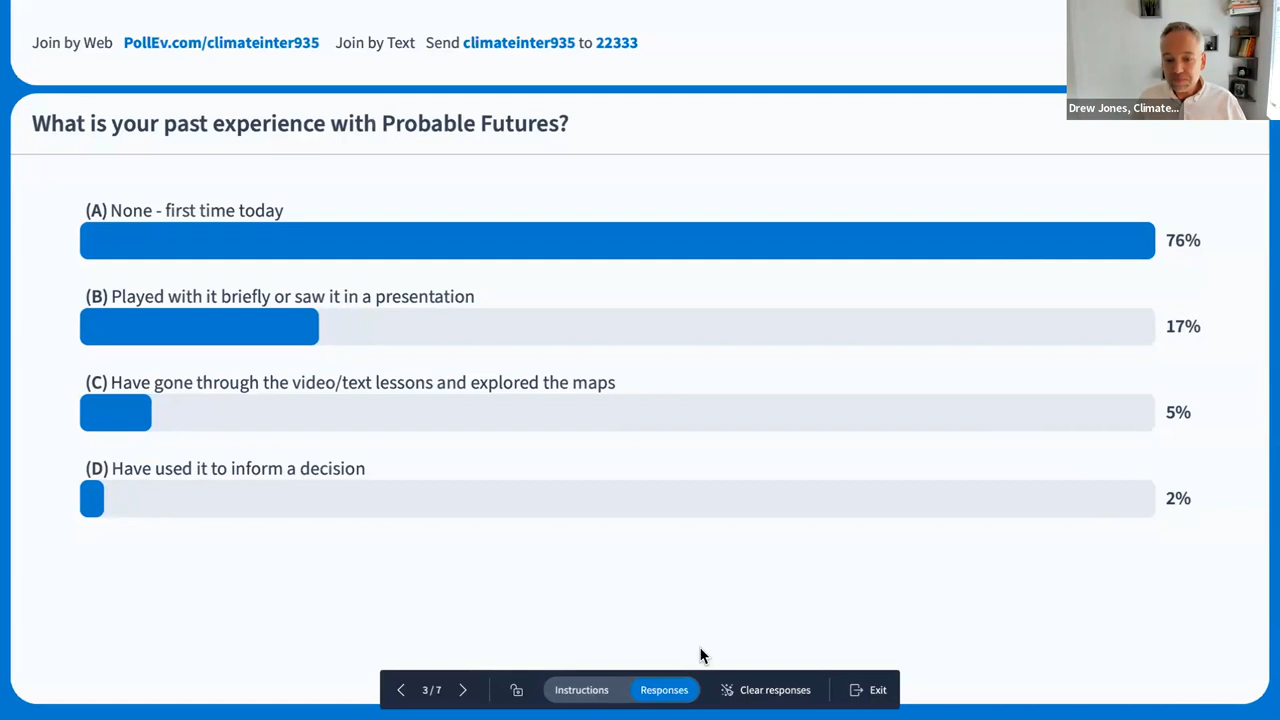 Join by Web PollEv.com/climateinter935 Join by Text Send climateinter935 to 22333
Drew Jones, Climate...
What is your past experience with Probable Futures?
(A) None - first time today
76%
(B) Played with it briefly or saw it in a presentation
17%
(C) Have gone through the video/text lessons and explored the maps
5%
(D) Have used it to inform a decision
2%
3 / 7 Instructions Responses Clear responses Exit